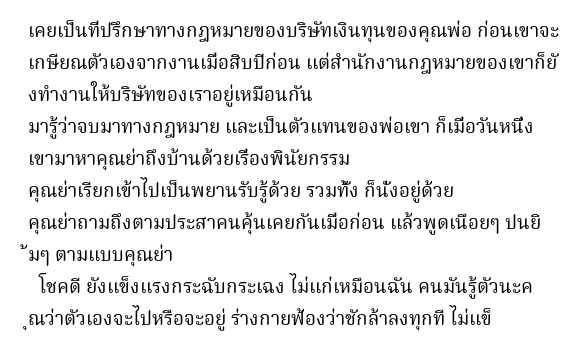 เคยเป็นที่ปรึกษาทางกฎหมายของบริษัทเงินทุนของคุณพ่อ ก่อนเขาจะ
เกษียณตัวเองจากงานเมื่อสิบปีก่อน แต่สำนักงานกฎหมายของเขาก็ยั
งทำงานให้บริษัทของเราอยู่เหมือนกัน
มารู้ว่าจบมาทางกฎหมาย และเป็นตัวแทนของพ่อเขา ก็เมื่อวันหนึ่ง
เขามาหาคุณย่าถึงบ้านด้วยเรื่องพินัยกรรม
คุณย่าเรียกเข้าไปเป็นพยานรับรู้ด้วย รวมทั้ง ก็นั่งอยู่ด้วย
คุณย่าถามถึงตามประสาคนคุ้นเคยกันเมื่อก่อน แล้วพูดเนือยๆ ปนยิ
้มๆ ตามแบบคุณย่า
โชคดี ยังแข็งแรงกระฉับกระเฉง ไม่แก่เหมือนฉัน คนมันรู้ตัวนะค
ุณว่าตัวเองจะไปหรือจะอยู่ ร่างกายฟ้องว่าชักล้าลงทุกที ไม่แข็